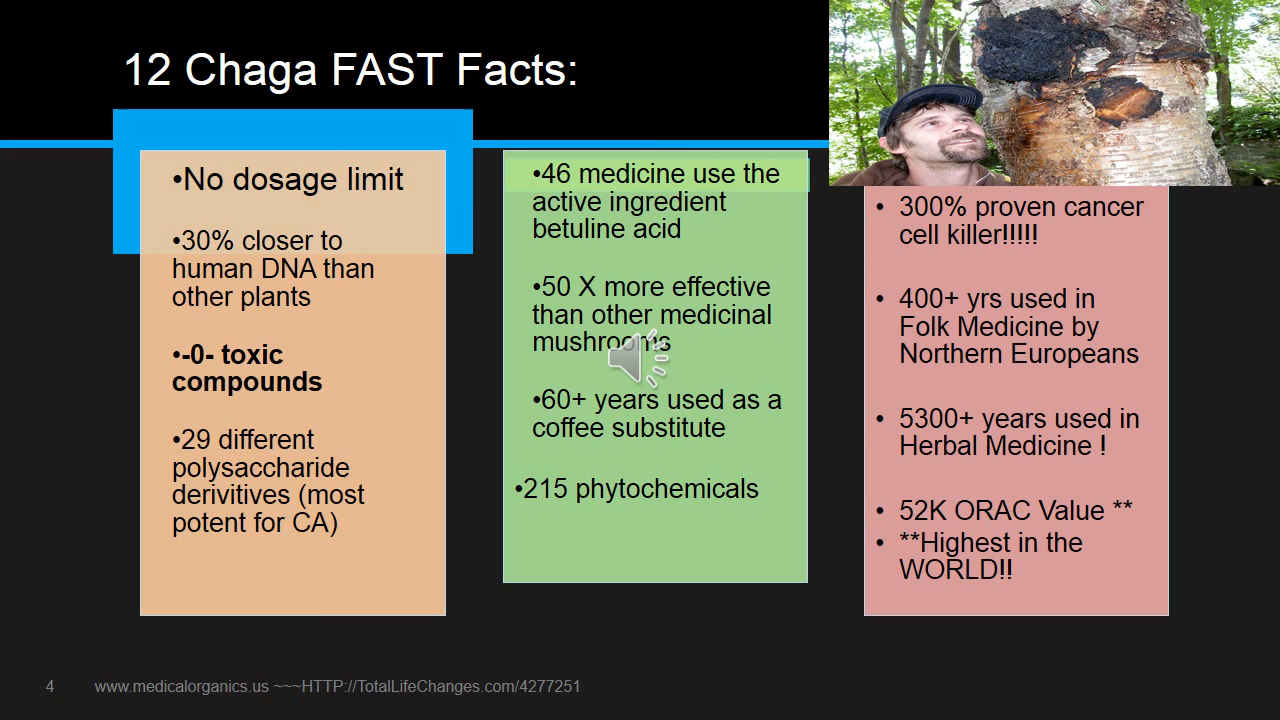 12 Chaga FAST Facts:
•No dosage limit
•30% closer to
human DNA than
other plants
•-0- toxic
compounds
•29 different
polysaccharide
derivitives (most
potent for CA)
•46 medicine use the
active ingredient
betuline acid
•50 X more effective
than other medicinal
mushrooms
•60+ years used as a
coffee substitute
•215 phytochemicals
• 300% proven cancer
cell killer!!!!!
• 400+ yrs used in
Folk Medicine by
Northern Europeans
• 5300+ years used in
Herbal Medicine !
• 52K ORAC Value **
• **Highest in the
WORLD!!
4 www.medicalorganics.us ~~~HTTP://TotalLifeChanges.com/4277251